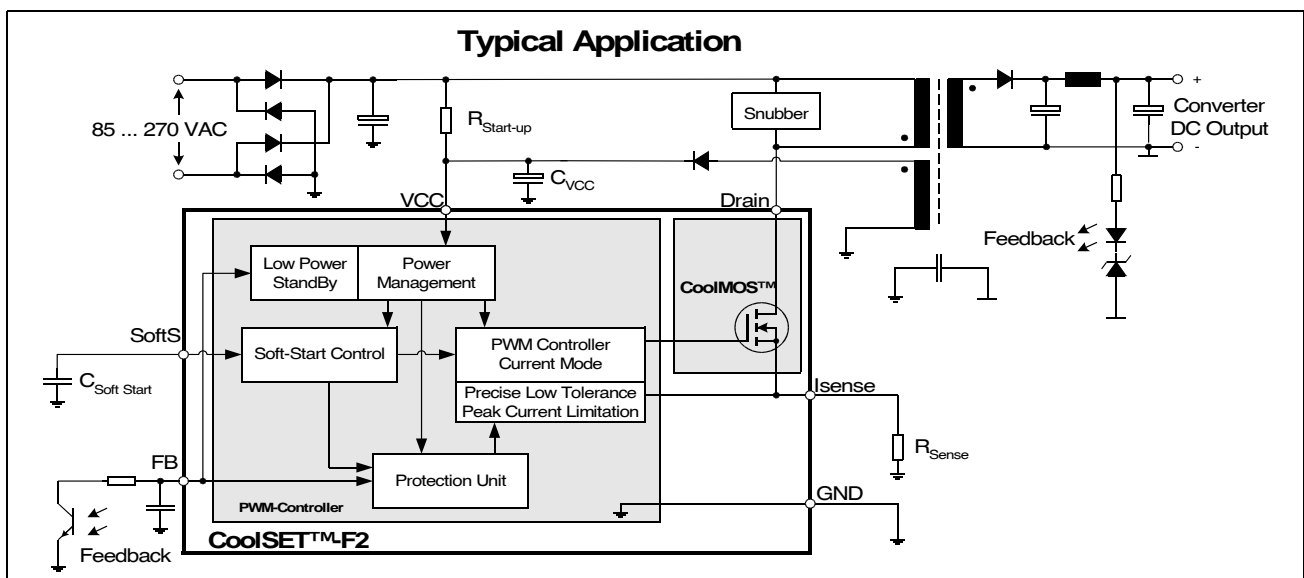 Typical Application
+
85 ... 270 VAC
RStart-up
Snubber
Converter
DC Output
-
CVCC
VCC
Drain
Feedback
Low Power
StandBy
Power
Management
CoolMOS™
SoftS
Soft-Start Control
PWM Controller
Current Mode
CSoft Start
Precise Low Tolerance
Peak Current Limitation
Isense
RSense
FB
Protection Unit
GND
PWM-Controller
Feedback
CoolSET™-F2